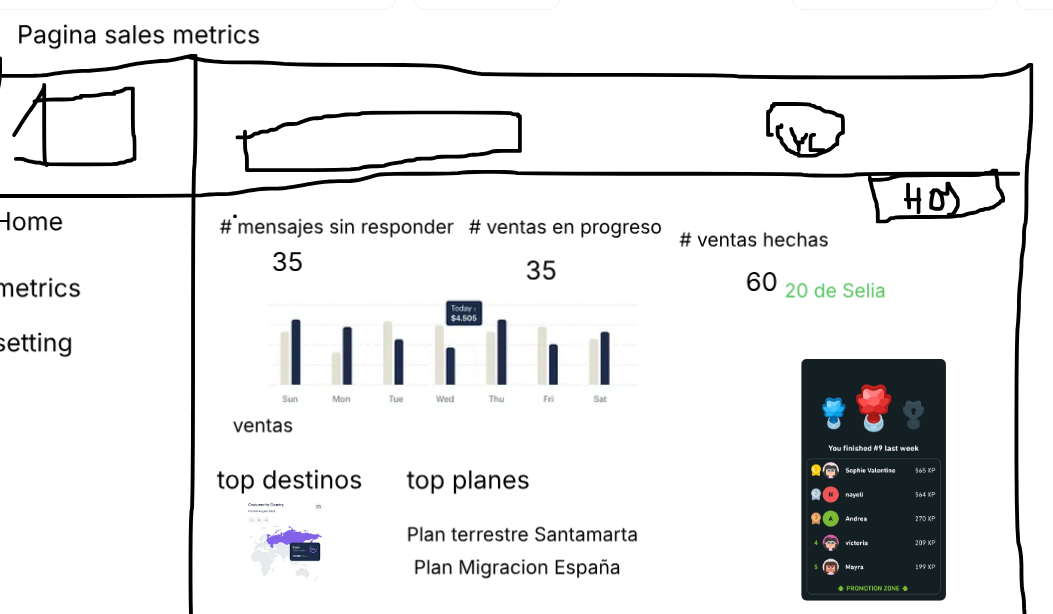 Pagina sales metrics
YC
HOY
Home
metrics
setting
# mensajes sin responder
35
# ventas en progreso
35
# ventas hechas
60 20 de Selia
Today :
$4.505
Sun Mon Tue Wed Thu Fri Sat
ventas
top destinos
top planes
Plan terrestre Santamarta
Plan Migracion España
You finished #9 last week
1 Sophie Valentine 565 XP
2 N nayeli 564 XP
3 A Andrea 270 XP
4 victoria 209 XP
5 Mayra 199 XP
PROMOTION ZONE